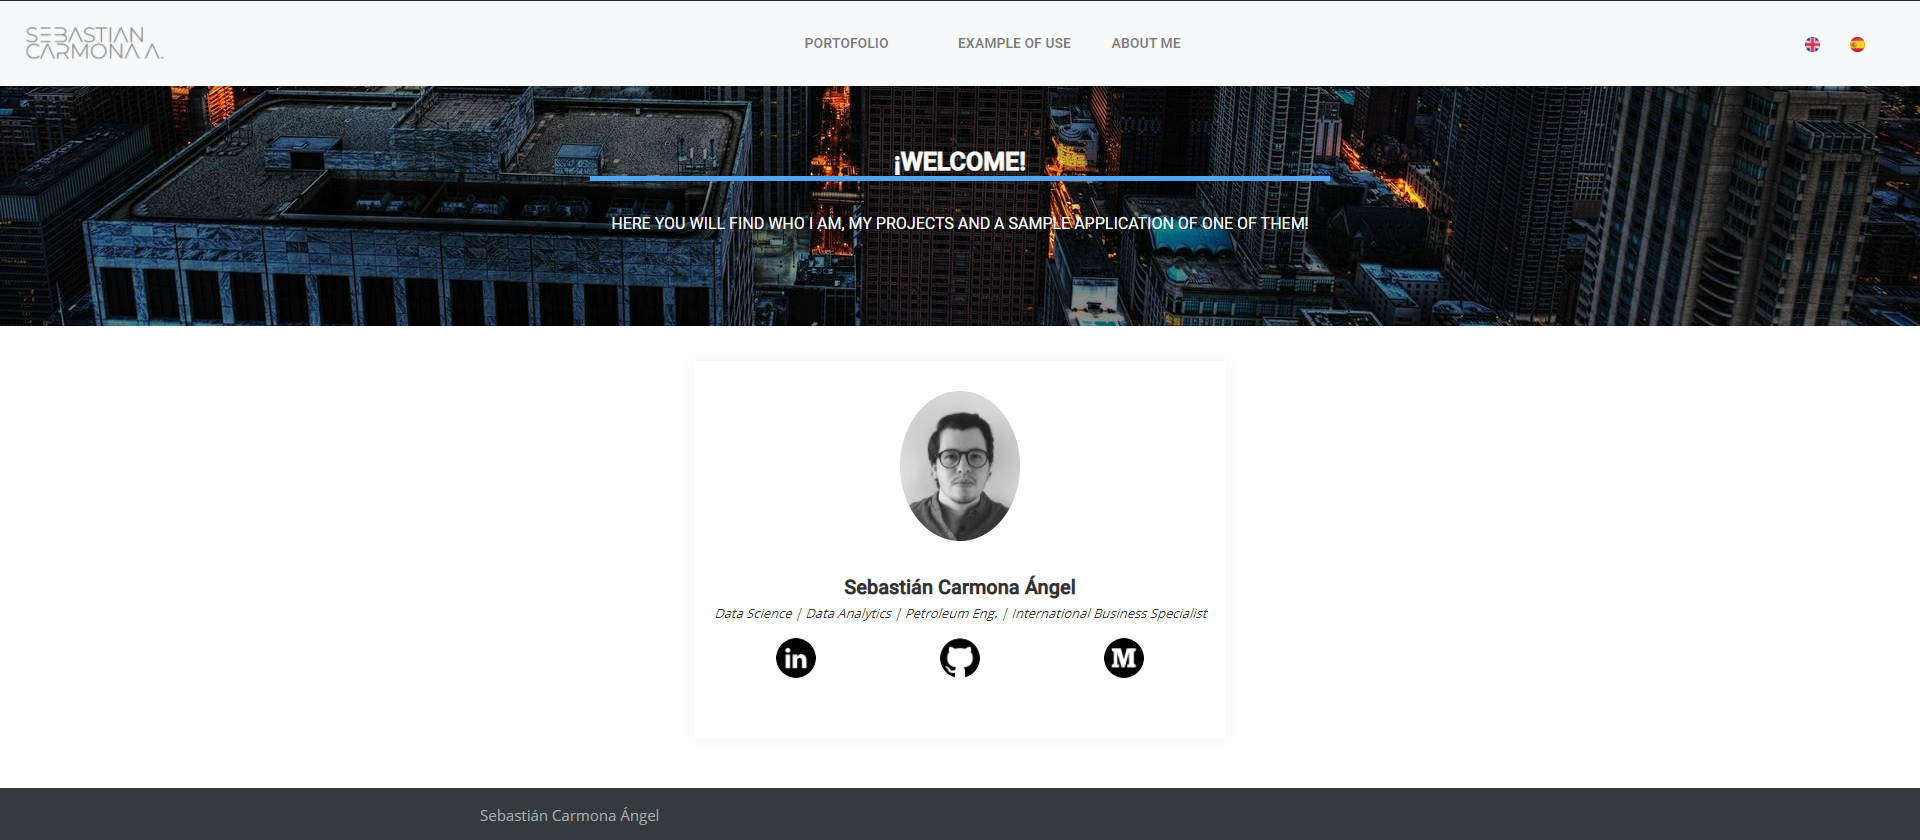 SEBASTIAN
CARMONA A.
PORTOFOLIO
EXAMPLE OF USE
ABOUT ME
¡WELCOME!
HERE YOU WILL FIND WHO I AM, MY PROJECTS AND A SAMPLE APPLICATION OF ONE OF THEM!
Sebastián Carmona Ángel
Data Science | Data Analytics | Petroleum Eng. | International Business Specialist
in
M
Sebastián Carmona Ángel